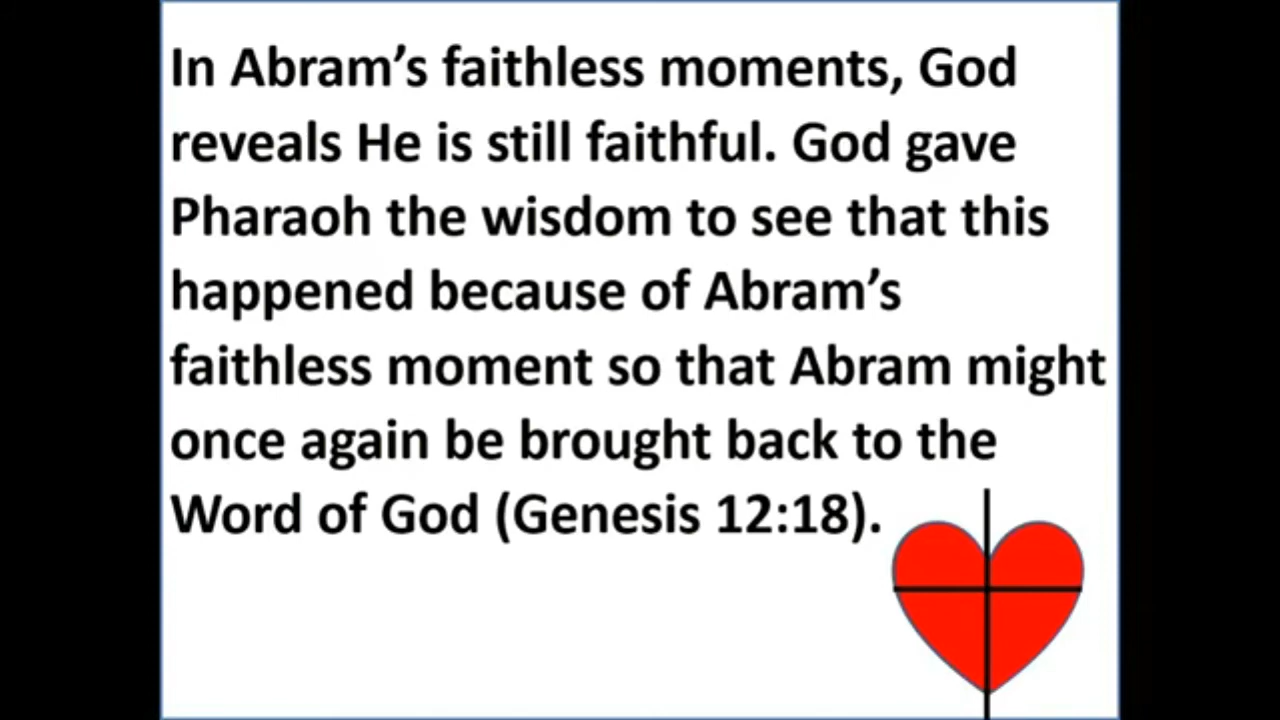 In Abram’s faithless moments, God
reveals He is still faithful. God gave
Pharaoh the wisdom to see that this
happened because of Abram’s
faithless moment so that Abram might
once again be brought back to the
Word of God (Genesis 12:18).